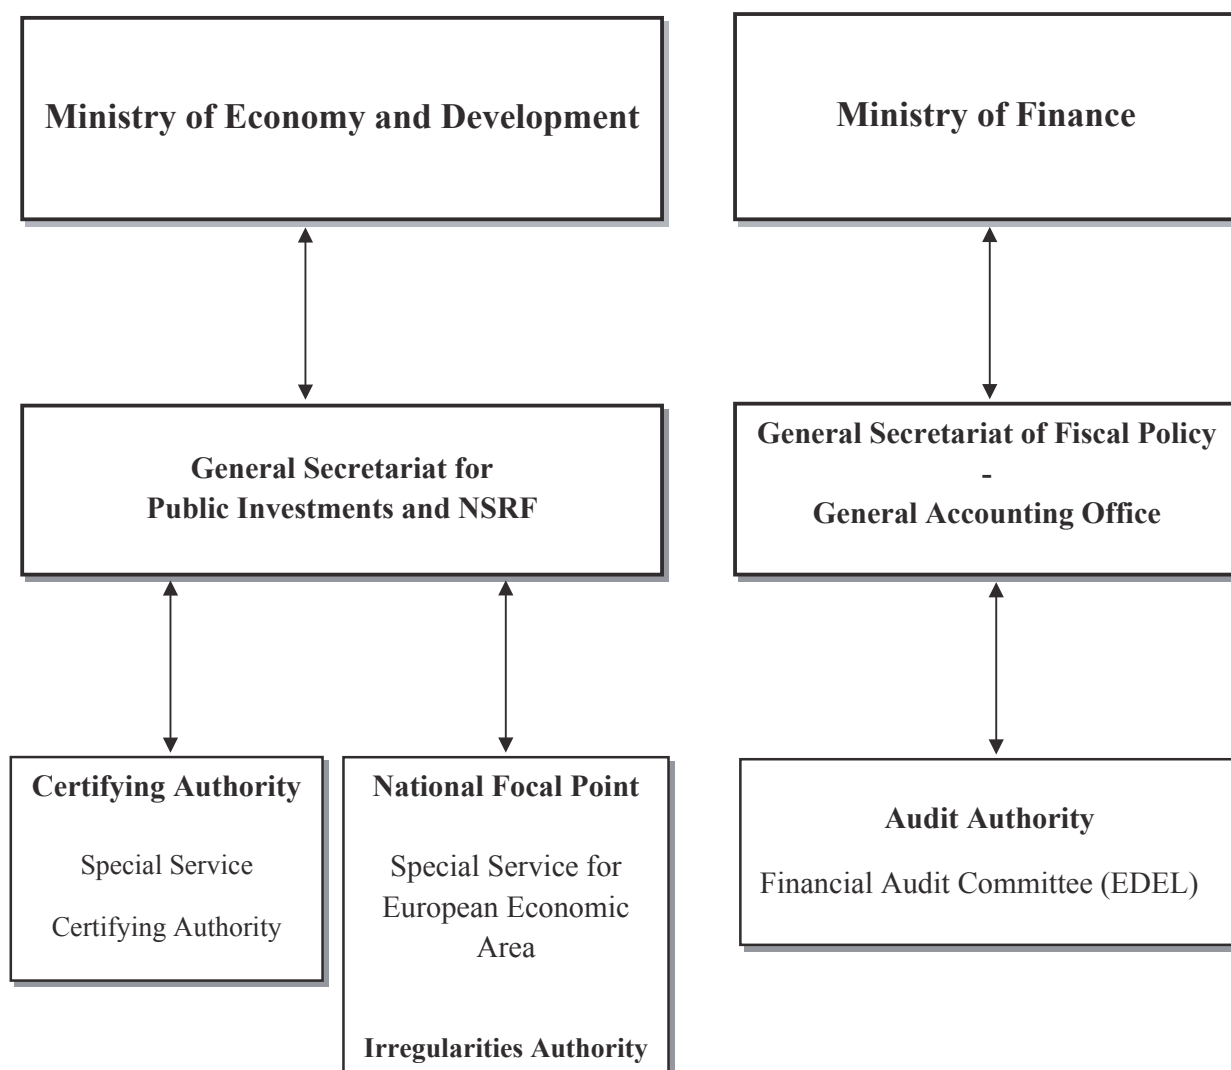 Ministry of Economy and Development
Ministry of Finance
General Secretariat for
Public Investments and NSRF
General Secretariat of Fiscal Policy
-
General Accounting Office
Certifying Authority
Special Service
Certifying Authority
National Focal Point
Special Service for
European Economic
Area
Irregularities Authority
Audit Authority
Financial Audit Committee (EDEL)